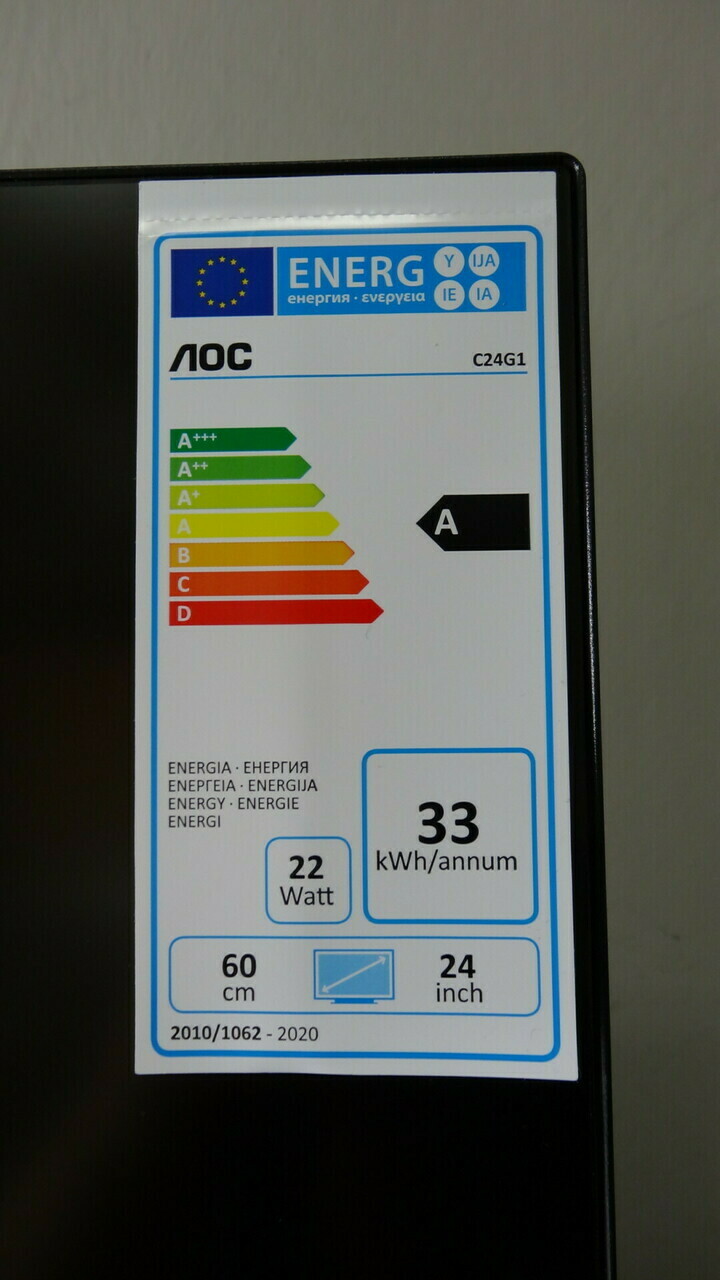 ENERG Y IJA
енергия · ενεργεια IE IA
AOC C24G1
A+++
A++
A+
A
A
B
C
D
ENERGIA · ЕНЕРГИЯ
ΕΝΕΡΓΕΙΑ · ENERGIJA
ENERGY · ENERGIE
ENERGI
33
kWh/annum
22
Watt
60
cm
24
inch
2010/1062 - 2020